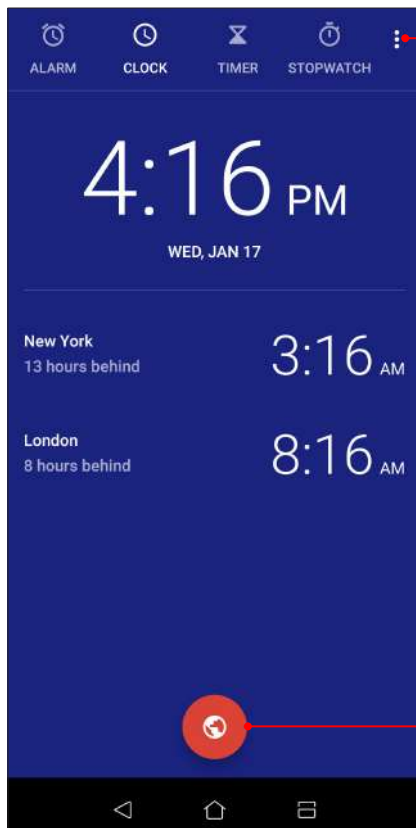 ALARM CLOCK TIMER STOPWATCH
4:16 PM
WED, JAN 17
New York
13 hours behind
3:16 AM
London
8 hours behind
8:16 AM